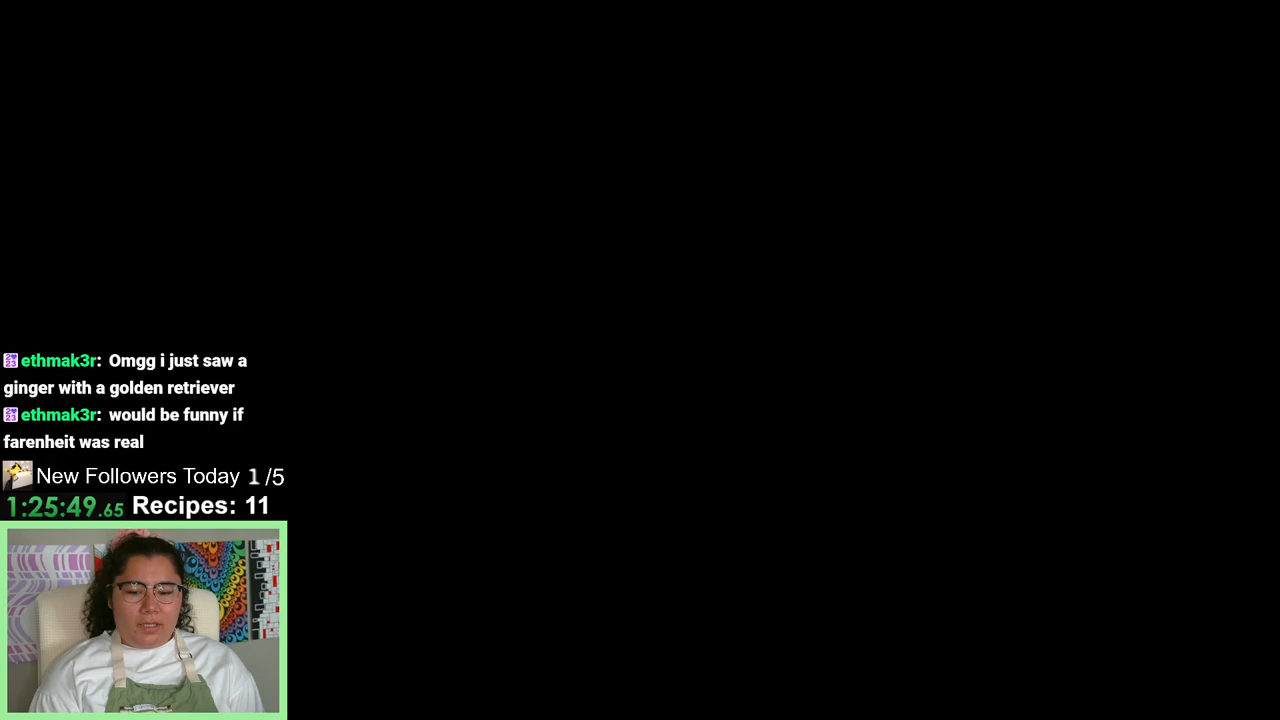 ethmak3r: Omgg i just saw a
ginger with a golden retriever
ethmak3r: would be funny if
farenheit was real
New Followers Today 1 /5
1:25:49.65 Recipes: 11